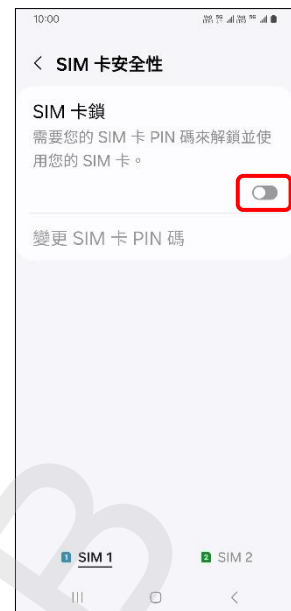 10:00
SIM 卡安全性
SIM 卡鎖
需要您的 SIM 卡 PIN 碼來解鎖並使
用您的 SIM 卡。
變更 SIM 卡 PIN 碼
1 SIM 1 2 SIM 2